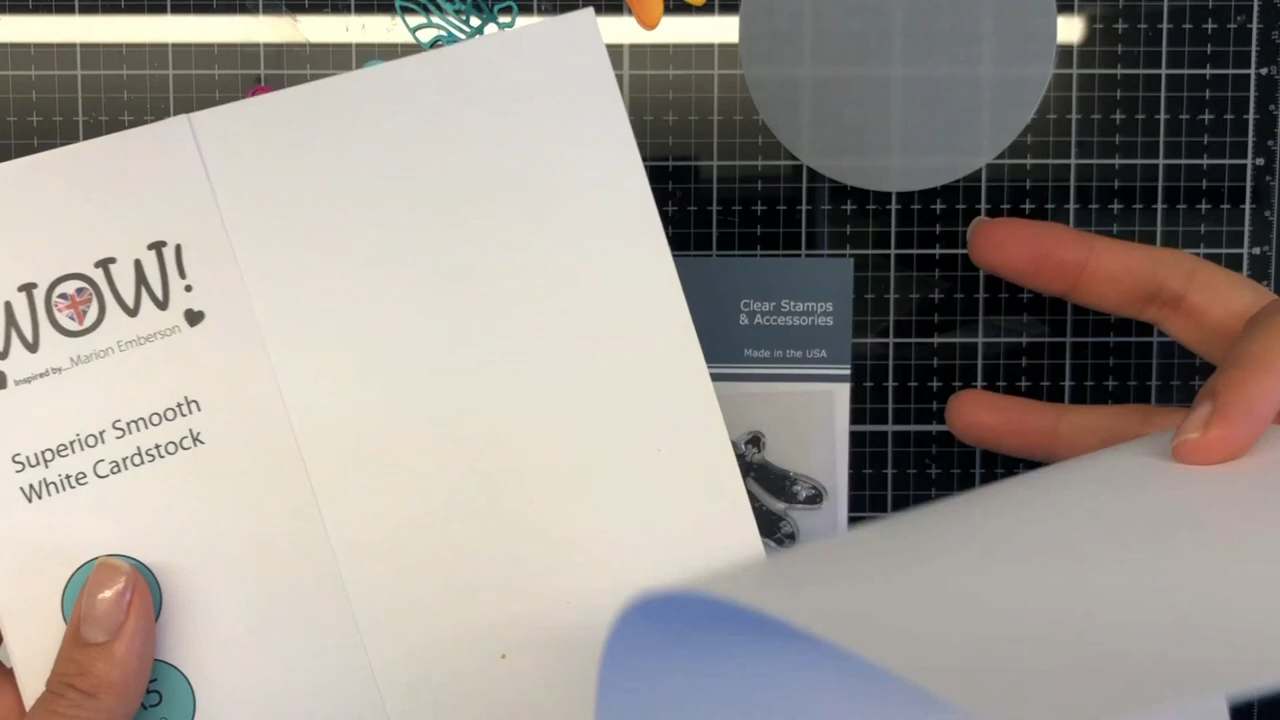 WOW!
Inspired by... Marion Emberson
Superior Smooth
White Cardstock
Clear Stamps
& Accessories
Made in the USA